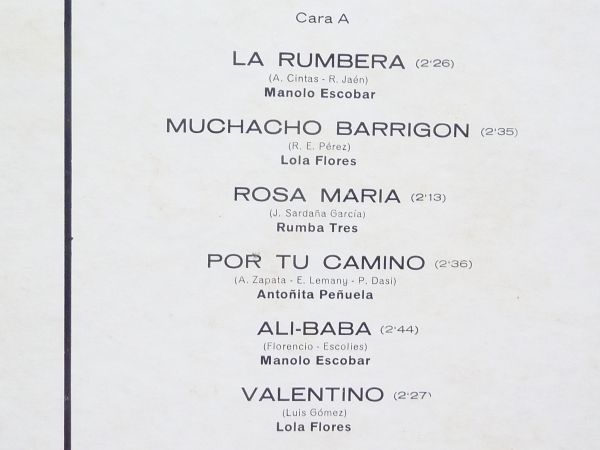 Cara A
LA RUMBERA (2'26)
(A. Cintas - R. Jaén)
Manolo Escobar
MUCHACHO BARRIGON (2'35)
(R. E. Pérez)
Lola Flores
ROSA MARIA (2'13)
(J. Sardaña García)
Rumba Tres
POR TU CAMINO (2'36)
(A. Zapata - E. Lemany - P. Dasi)
Antoñita Peñuela
ALI-BABA (2'44)
(Florencio - Escolies)
Manolo Escobar
VALENTINO (2'27)
(Luis Gómez)
Lola Flores